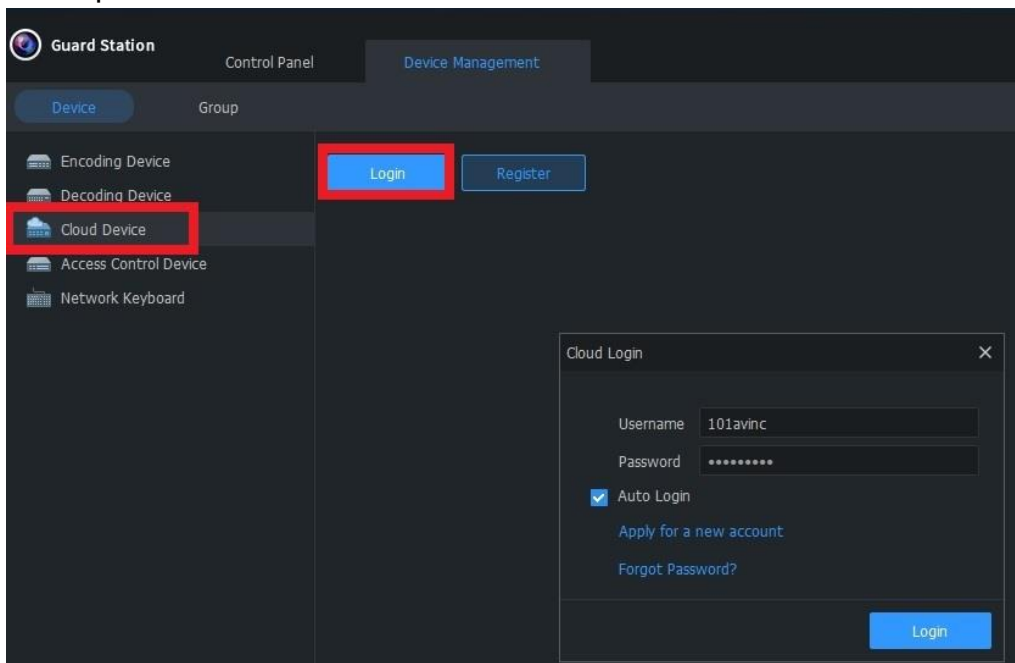 Guard Station
Control Panel
Device Management
Device
Group
Encoding Device
Decoding Device
Cloud Device
Access Control Device
Network Keyboard
Login
Register
Cloud Login
Username 101avinc
Password •••••••••
Auto Login
Apply for a new account
Forgot Password?
Login